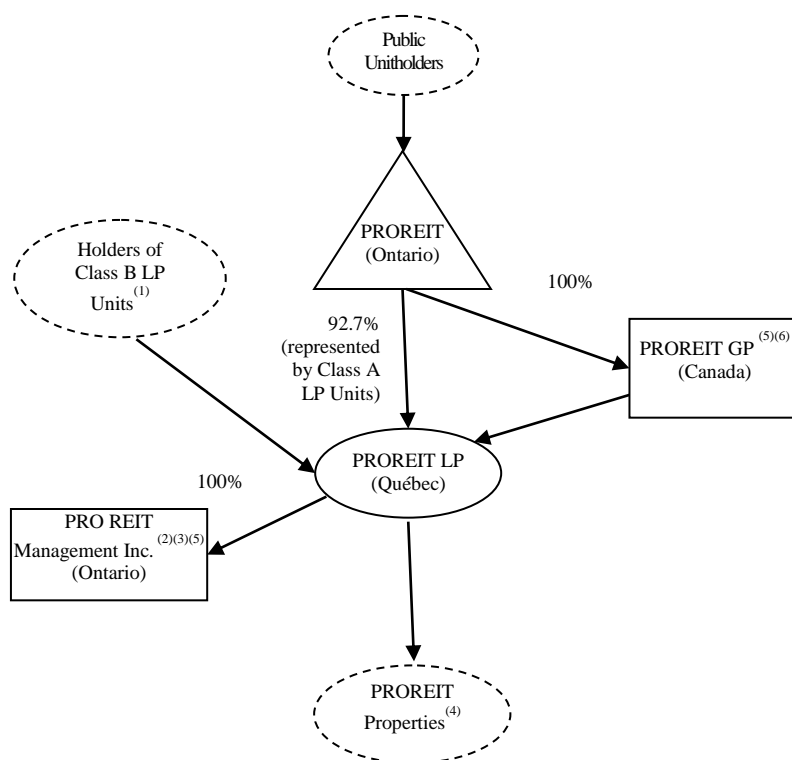 Public
Unitholders
PROREIT
(Ontario)
Holders of
Class B LP
Units(1)
100%
92.7%
(represented
by Class A
LP Units)
PROREIT GP (5)(6)
(Canada)
PROREIT LP
(Québec)
100%
PRO REIT
Management Inc. (2)(3)(5)
(Ontario)
PROREIT
Properties(4)